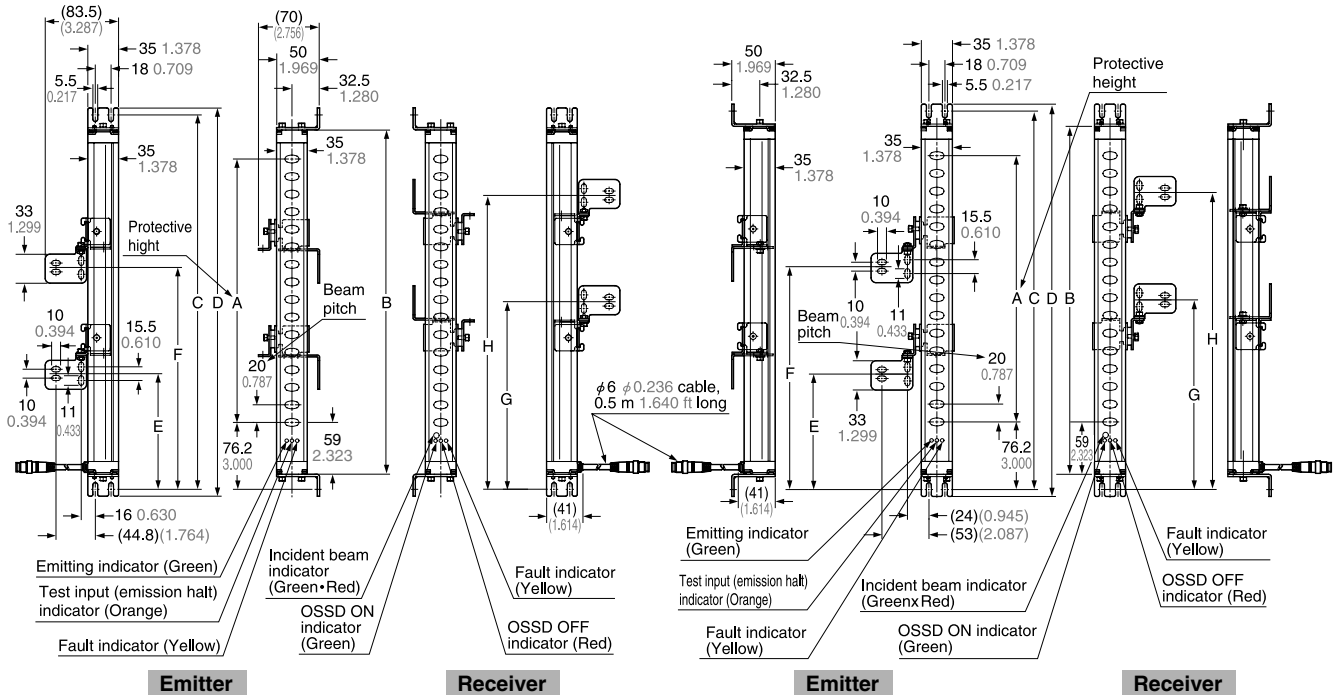 (83.5)
(3.287)
35 1.378
18 0.709
5.5
0.217
35
1.378
33
1.299
Protective
hight
10
0.394
15.5
0.610
10
0.394
11
0.433
F
E
C
D
A
16 0.630
(44.8)(1.764)
(70)
(2.756)
50
1.969
32.5
1.280
35
1.378
Beam
pitch
B
20
0.787
76.2
3.000
59
2.323
H
G
φ6 φ0.236 cable,
0.5 m 1.640 ft long
(41)
(1.614)
Emitting indicator (Green)
Test input (emission halt)
indicator (Orange)
Fault indicator (Yellow)
Incident beam
indicator
(Green•Red)
OSSD ON
indicator
(Green)
Fault indicator
(Yellow)
OSSD OFF
indicator (Red)
Emitter
Receiver
50
1.969
32.5
1.280
35
1.378
35 1.378
18 0.709
5.5 0.217
Protective
height
35
1.378
10
0.394
15.5
0.610
10
0.394
11
0.433
Beam
pitch
20
0.787
33
1.299
F
E
A
C
D
B
76.2
3.000
59
2.323
H
G
(41)
(1.614)
(24)(0.945)
(53)(2.087)
Emitting indicator
(Green)
Test input (emission halt)
indicator (Orange)
Fault indicator
(Yellow)
Incident beam indicator
(GreenxRed)
OSSD ON indicator
(Green)
Fault indicator
(Yellow)
OSSD OFF
indicator (Red)
Emitter
Receiver